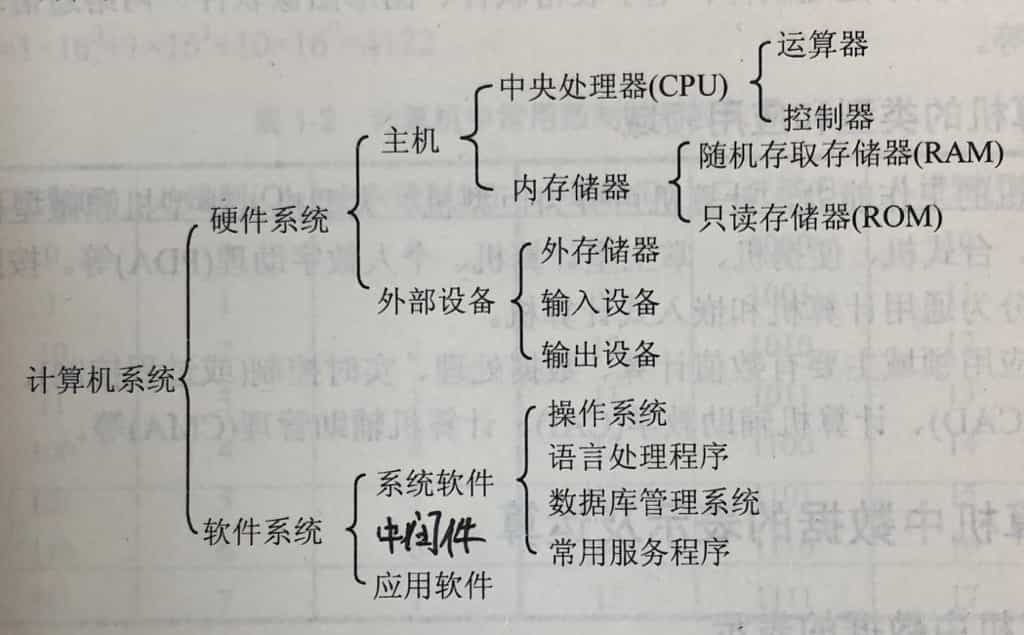 运算器
中央处理器(CPU)
控制器
主机
随机存取存储器(RAM)
内存储器
只读存储器(ROM)
硬件系统
外存储器
外部设备
输入设备
输出设备
计算机系统
操作系统
系统软件
语言处理程序
软件系统
数据库管理系统
中间件
常用服务程序
应用软件